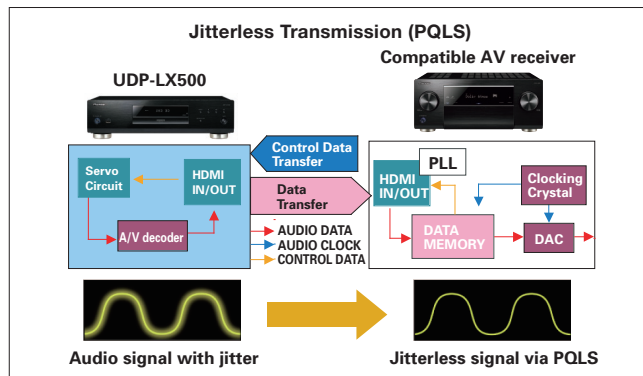 Jitterless Transmission (PQLS)
Compatible AV receiver
UDP-LX500
Servo
Circuit
HDMI
IN/OUT
A/V decoder
Control Data
Transfer
Data
Transfer
AUDIO DATA
AUDIO CLOCK
CONTROL DATA
HDMI
IN/OUT
PLL
DATA
MEMORY
Clocking
Crystal
DAC
Audio signal with jitter
Jitterless signal via PQLS